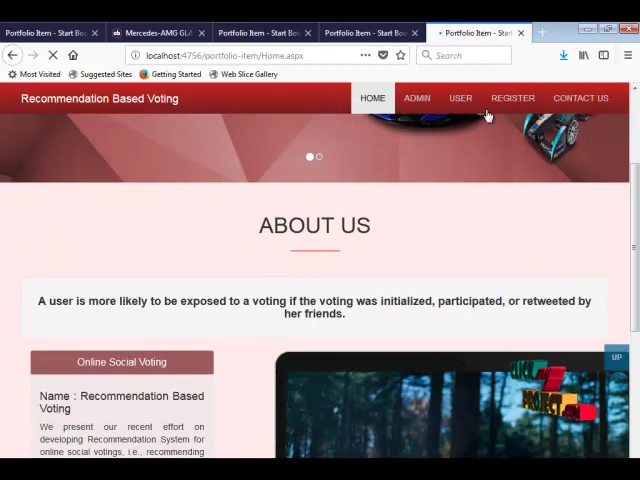 Portfolio Item - Start Boo
Mercedes-AMG GLA
Portfolio Item - Start Boo
Portfolio Item - Start Boo
Portfolio Item - Start
localhost:4756/portfolio-item/Home.aspx
Search
Most Visited
Suggested Sites
Getting Started
Web Slice Gallery
Recommendation Based Voting
HOME
ADMIN
USER
REGISTER
CONTACT US
ABOUT US
A user is more likely to be exposed to a voting if the voting was initialized, participated, or retweeted by
her friends.
UP
Online Social Voting
Name : Recommendation Based
Voting
We present our recent effort on
developing Recommendation System for
online social votings, i.e., recommending
CLICK
MY
PROJECT